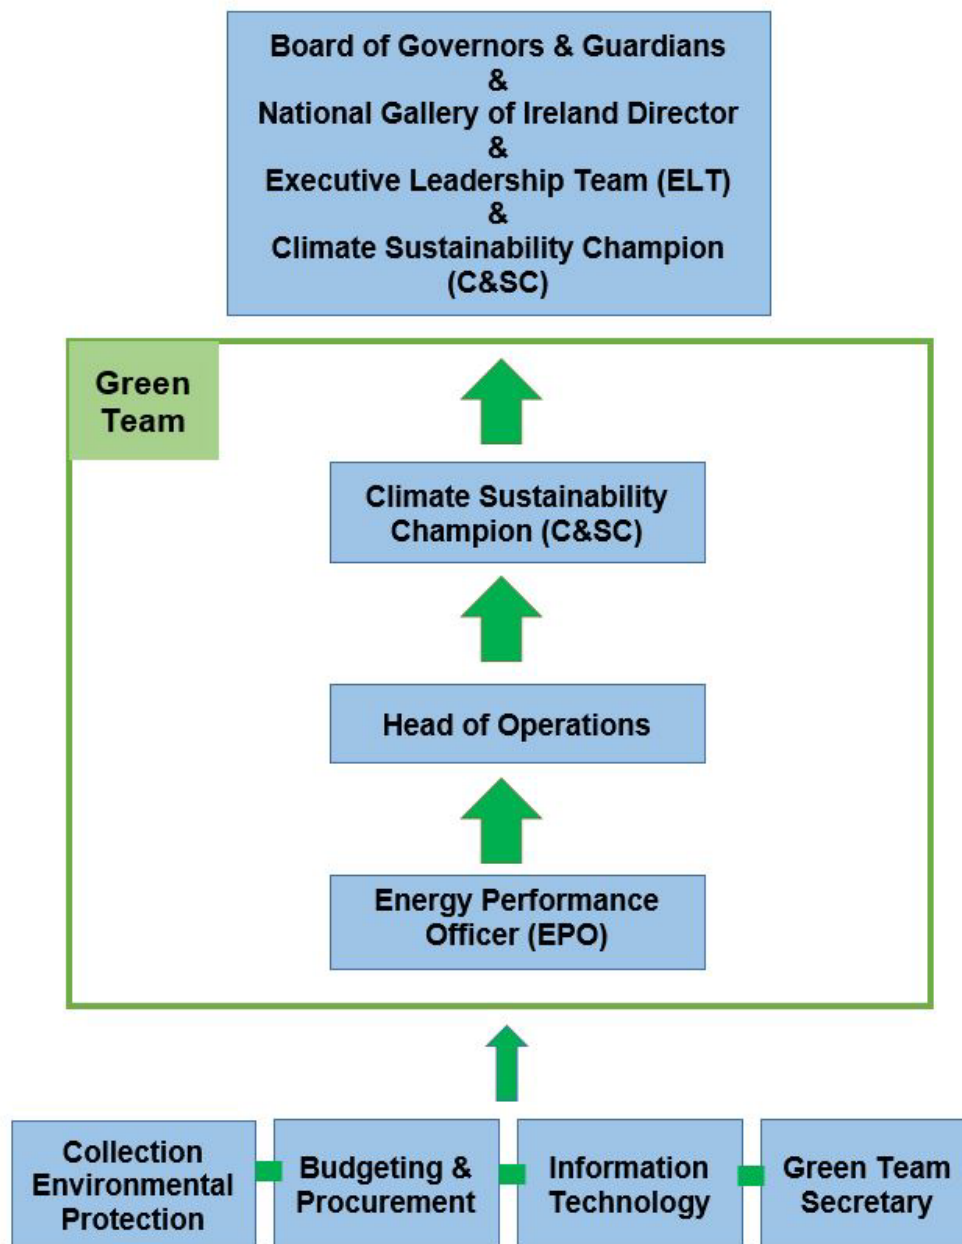 Board of Governors & Guardians
&
National Gallery of Ireland Director
&
Executive Leadership Team (ELT)
&
Climate Sustainability Champion
(C&SC)
Green
Team
Climate Sustainability
Champion (C&SC)
Head of Operations
Energy Performance
Officer (EPO)
Collection
Environmental
Protection
Budgeting &
Procurement
Information
Technology
Green Team
Secretary